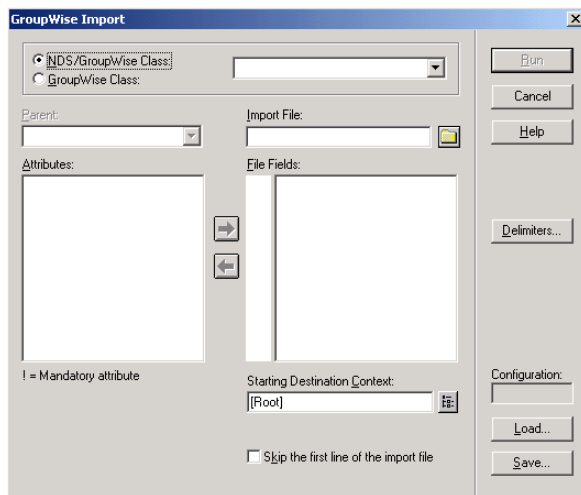 GroupWise Import
NDS/GroupWise Class:
GroupWise Class:
Run
Cancel
Parent:
Import File:
Help
Attributes:
File Fields:
Delimiters...
! = Mandatory attribute
Starting Destination Context:
[Root]
Configuration:
Load...
Skip the first line of the import file
Save...